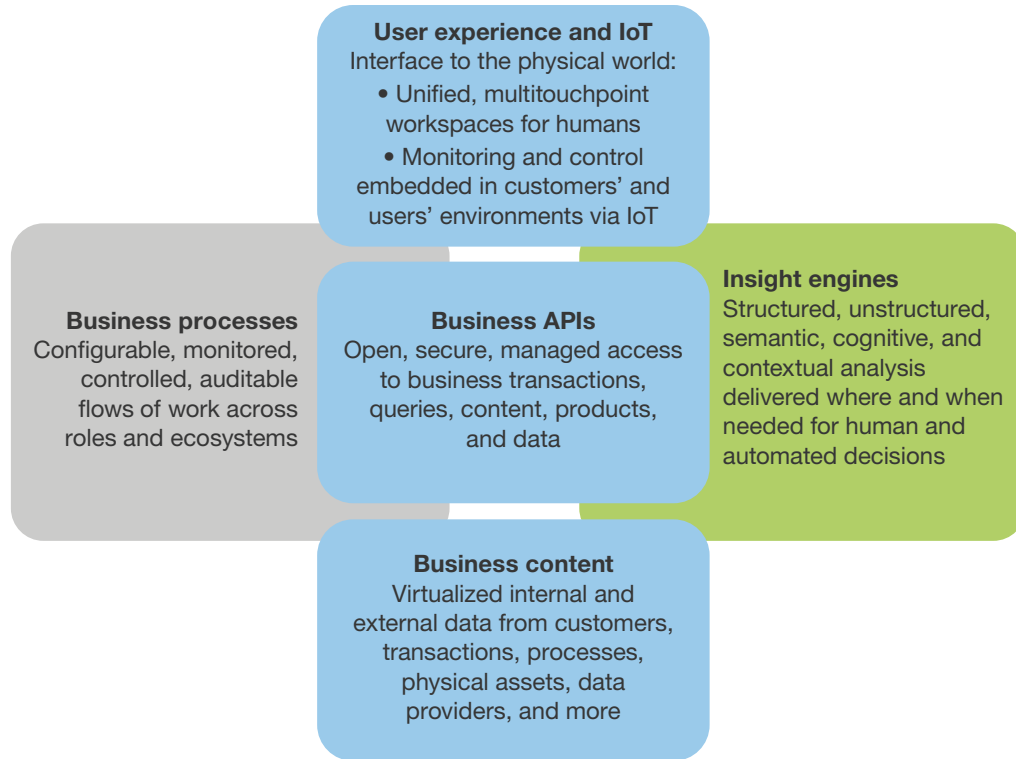 User experience and IoT
Interface to the physical world:
• Unified, multitouchpoint
workspaces for humans
• Monitoring and control
embedded in customers’ and
users’ environments via IoT
Business processes
Configurable, monitored,
controlled, auditable
flows of work across
roles and ecosystems
Business APIs
Open, secure, managed access
to business transactions,
queries, content, products,
and data
Insight engines
Structured, unstructured,
semantic, cognitive, and
contextual analysis
delivered where and when
needed for human and
automated decisions
Business content
Virtualized internal and
external data from customers,
transactions, processes,
physical assets, data
providers, and more